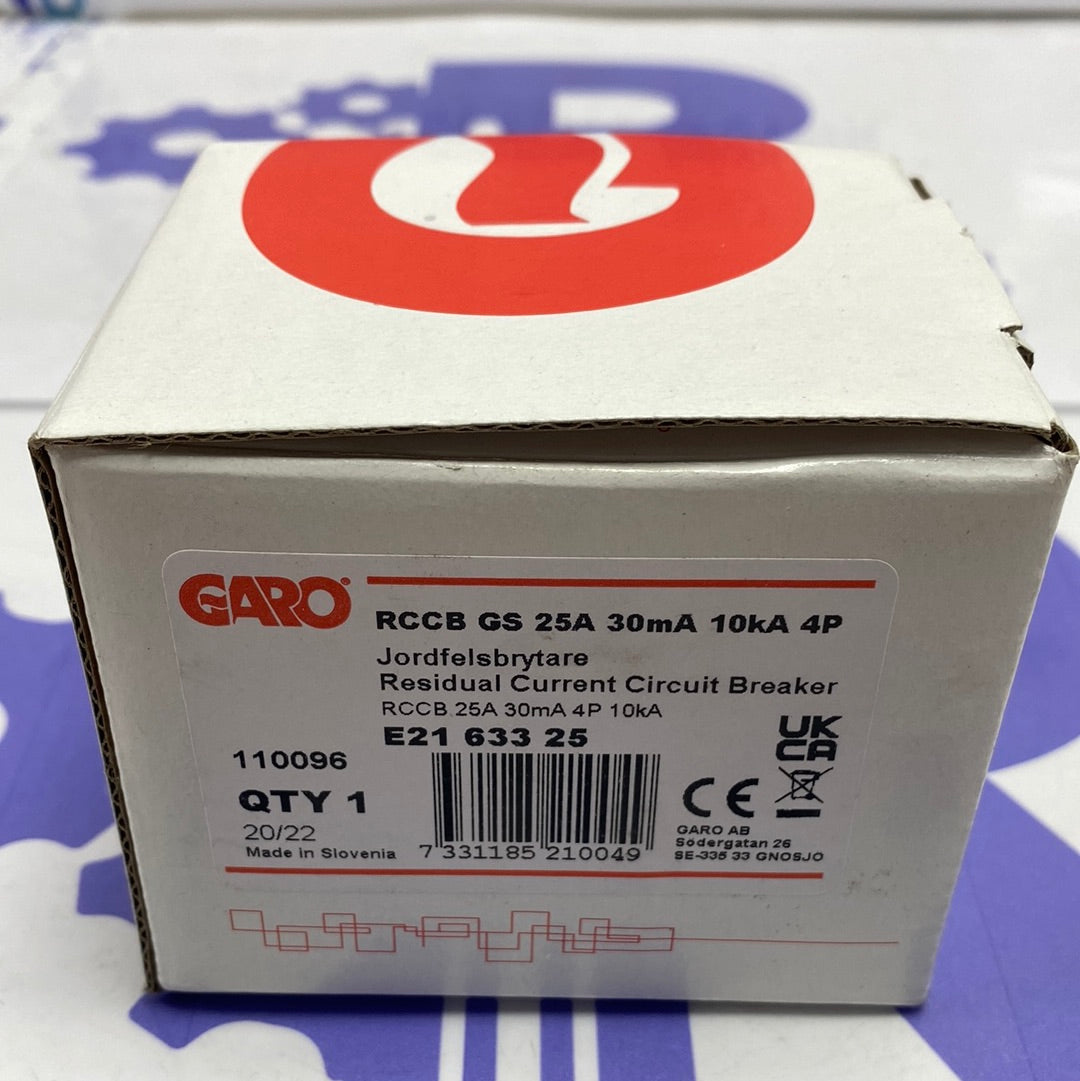 GARO
RCCB GS 25A 30mA 10kA 4P
Jordfelsbrytare
Residual Current Circuit Breaker
RCCB 25A 30mA 4P 10kA
E21 633 25
UK
CA
110096
QTY 1
CE
20/22
Made in Slovenia
7 331185 210049
GARO AB
Södergatan 26
SE-335 33 GNOSJÖ